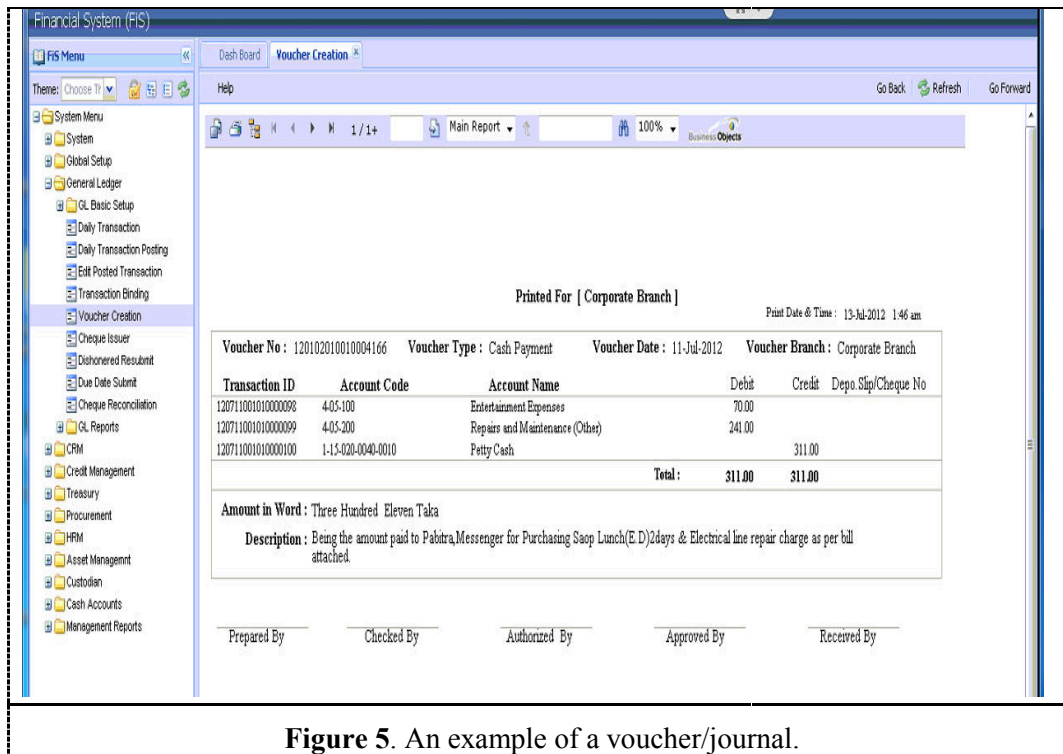 Financial System (FIS)
FiS Menu
Dash Board
Voucher Creation
Theme:
Choose Tr
Help
Go Back
Refresh
Go Forward
System Menu
System
Global Setup
General Ledger
GL Basic Setup
Daily Transaction
Daily Transaction Posting
Edit Posted Transaction
Transaction Binding
Voucher Creation
Cheque Issuer
Dishonered Resubmit
Due Date Submit
Cheque Reconciliation
GL Reports
CRM
Credit Management
Treasury
Procurement
HRM
Asset Managemnt
Custodian
Cash Accounts
Management Reports
1 / 1+
Main Report
100%
Business Objects
Printed For [ Corporate Branch ]
Print Date & Time : 13-Jul-2012 1:46 am
Voucher No : 120102010010004166 Voucher Type : Cash Payment Voucher Date : 11-Jul-2012 Voucher Branch : Corporate Branch
Transaction ID Account Code Account Name Debit Credit Depo.Slip/Cheque No
120711001010000098 4-05-100 Entertainment Expenses 70.00
120711001010000099 4-05-200 Repairs and Maintenance (Other) 241.00
120711001010000100 1-15-020-0040-0010 Petty Cash 311.00
Total : 311.00 311.00
Amount in Word : Three Hundred Eleven Taka
Description : Being the amount paid to Pabitra,Messenger for Purchasing Saop Lunch(E.D)2days & Electrical line repair charge as per bill
attached.
Prepared By Checked By Authorized By Approved By Received By
Figure 5. An example of a voucher/journal.